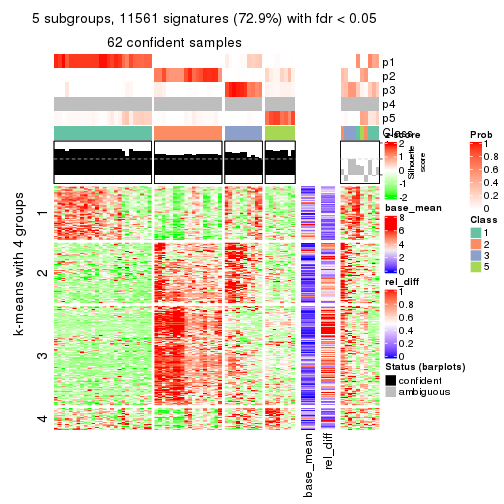 5 subgroups, 11561 signatures (72.9%) with fdr < 0.05
62 confident samples
p1
p2
p3
p4
p5
Class
k-means with 4 groups
1
2
3
4
base_mean
rel_diff
z-score
2
1
0
-1
-2
Silhouette
score
base_mean
8
6
4
2
0
rel_diff
1
0.8
0.6
0.4
0.2
0
Status (barplots)
confident
ambiguous
Prob
1
0.8
0.6
0.4
0.2
0
Class
1
2
3
5